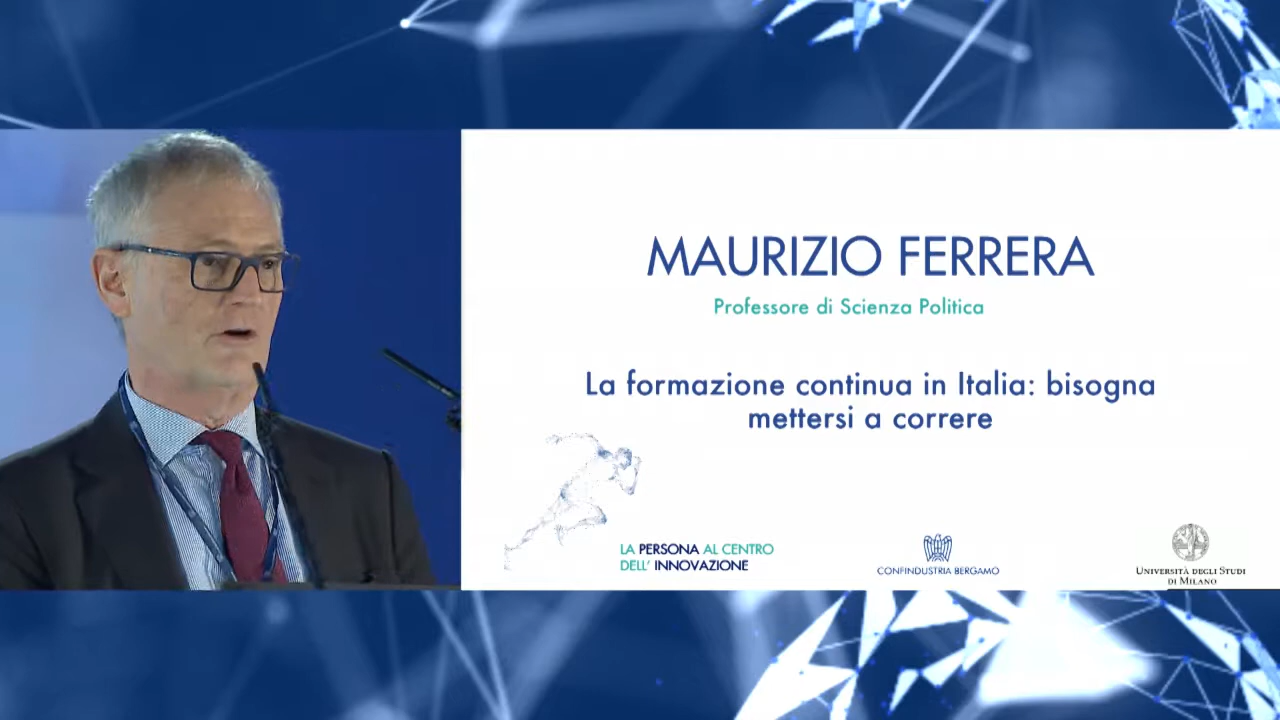 MAURIZIO FERRERA
Professore di Scienza Politica
La formazione continua in Italia: bisogna
mettersi a correre
LA PERSONA AL CENTRO
DELL' INNOVAZIONE
CONFINDUSTRIA BERGAMO
UNIVERSITÀ DEGLI STUDI
DI MILANO